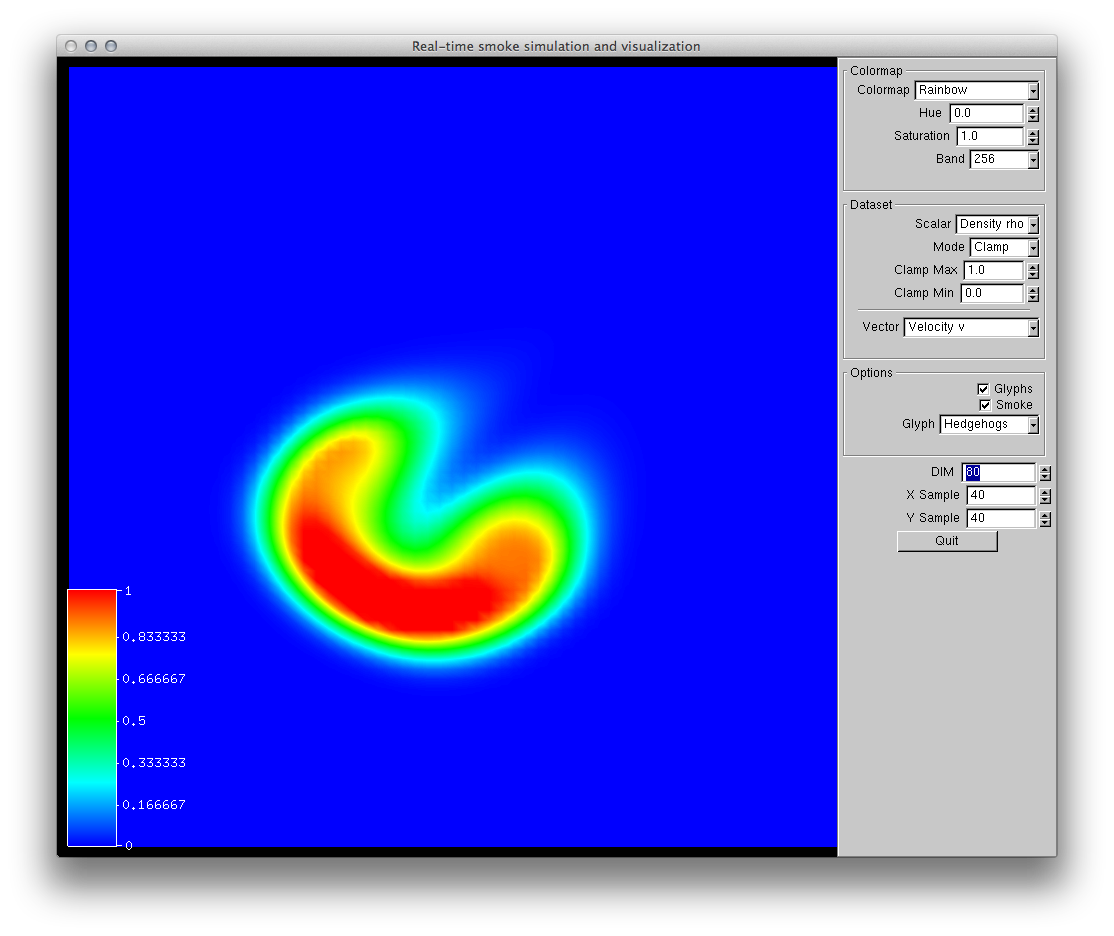 Real-time smoke simulation and visualization
Colormap
Colormap Rainbow
Hue 0.0
Saturation 1.0
Band 256
Dataset
Scalar Density rho
Mode Clamp
Clamp Max 1.0
Clamp Min 0.0
Vector Velocity v
Options
Glyphs
Smoke
Glyph Hedgehogs
DIM 80
X Sample 40
Y Sample 40
Quit
1
0.833333
0.666667
0.5
0.333333
0.166667
0